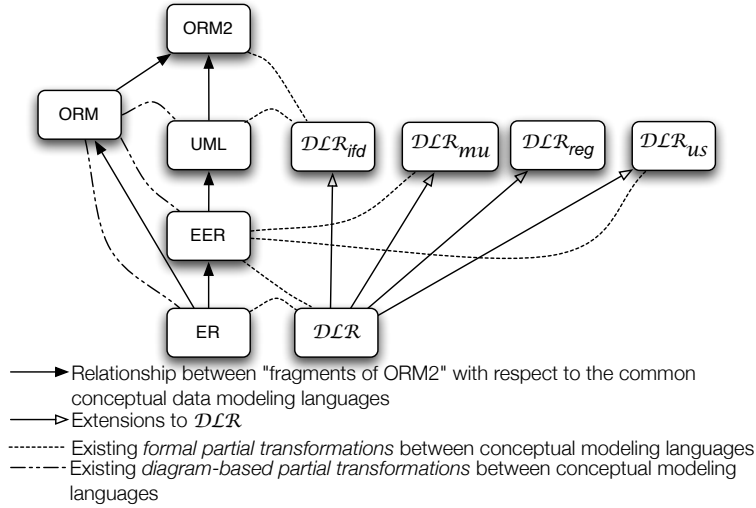 ORM2
ORM
UML
DLR_ifd
DLR_mu
DLR_reg
DLR_us
EER
ER
DLR
Relationship between "fragments of ORM2" with respect to the common
conceptual data modeling languages
Extensions to DLR
Existing formal partial transformations between conceptual modeling languages
Existing diagram-based partial transformations between conceptual modeling
languages